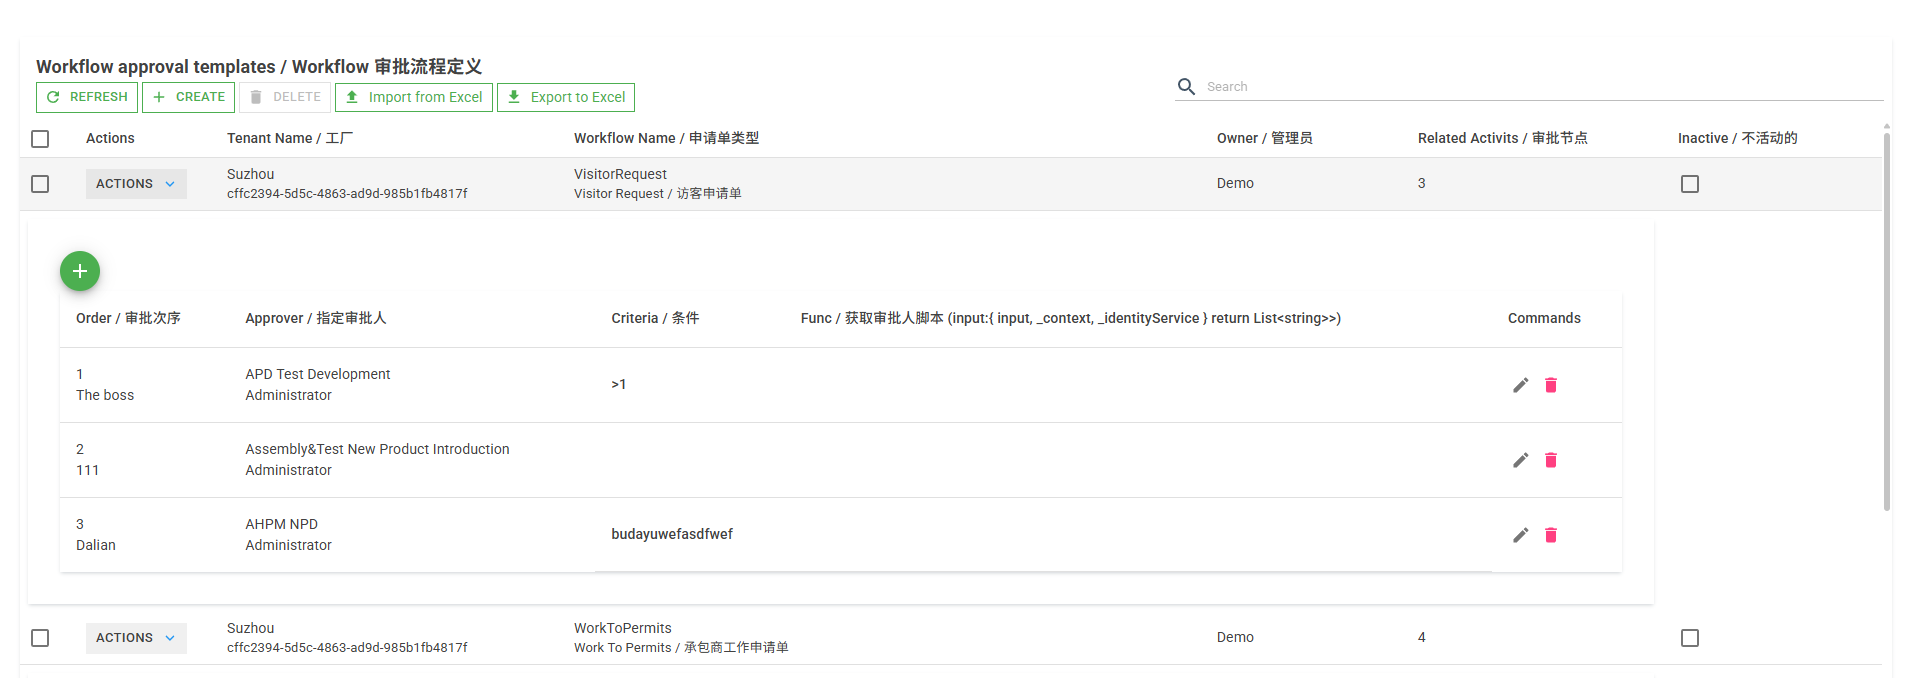 Workflow approval templates / Workflow 审批流程定义
REFRESH CREATE DELETE Import from Excel Export to Excel Search
Actions Tenant Name / 工厂 Workflow Name / 申请单类型 Owner / 管理员 Related Activits / 审批节点 Inactive / 不活动的
ACTIONS Suzhou VisitorRequest Demo 3
cffc2394-5d5c-4863-ad9d-985b1fb4817f Visitor Request / 访客申请单
Order / 审批次序 Approver / 指定审批人 Criteria / 条件 Func / 获取审批人脚本 (input:{ input, _context, _identityService } return List<string>>) Commands
1 APD Test Development >1
The boss Administrator
2 Assembly&Test New Product Introduction
111 Administrator
3 AHPM NPD budayuwefasdfwef
Dalian Administrator
ACTIONS Suzhou WorkToPermits Demo 4
cffc2394-5d5c-4863-ad9d-985b1fb4817f Work To Permits / 承包商工作申请单